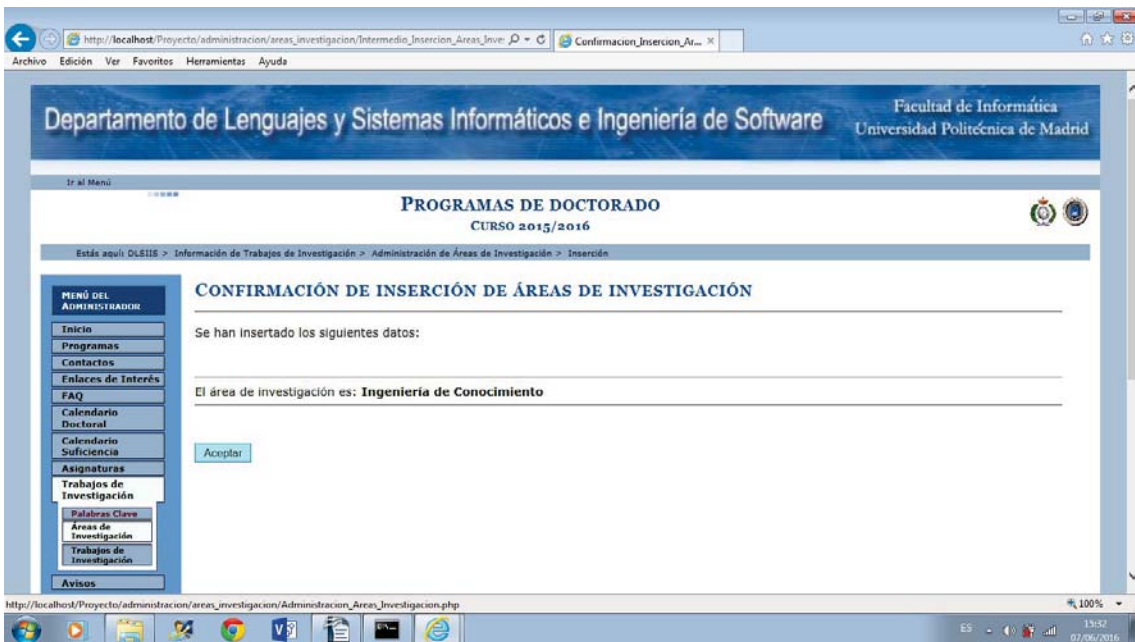 http://localhost/Proyecto/administracion/areas_investigacion/Intermedio_Insercion_Areas_Inve
Confirmacion_Insercion_Ar...
Archivo Edición Ver Favoritos Herramientas Ayuda
Departamento de Lenguajes y Sistemas Informáticos e Ingeniería de Software
Facultad de Informática
Universidad Politécnica de Madrid
Ir al Menú
PROGRAMAS DE DOCTORADO
CURSO 2015/2016
Estás aquí: DLSIIS > Información de Trabajos de Investigación > Administración de Áreas de Investigación > Inserción
MENÚ DEL
ADMINISTRADOR
Inicio
Programas
Contactos
Enlaces de Interés
FAQ
Calendario
Doctoral
Calendario
Suficiencia
Asignaturas
Trabajos de
Investigación
Palabras Clave
Áreas de
Investigación
Trabajos de
Investigación
Avisos
CONFIRMACIÓN DE INSERCIÓN DE ÁREAS DE INVESTIGACIÓN
Se han insertado los siguientes datos:
El área de investigación es: Ingeniería de Conocimiento
Aceptar
http://localhost/Proyecto/administracion/areas_investigacion/Administracion_Areas_Investigacion.php
100%
ES
15:32
07/06/2016